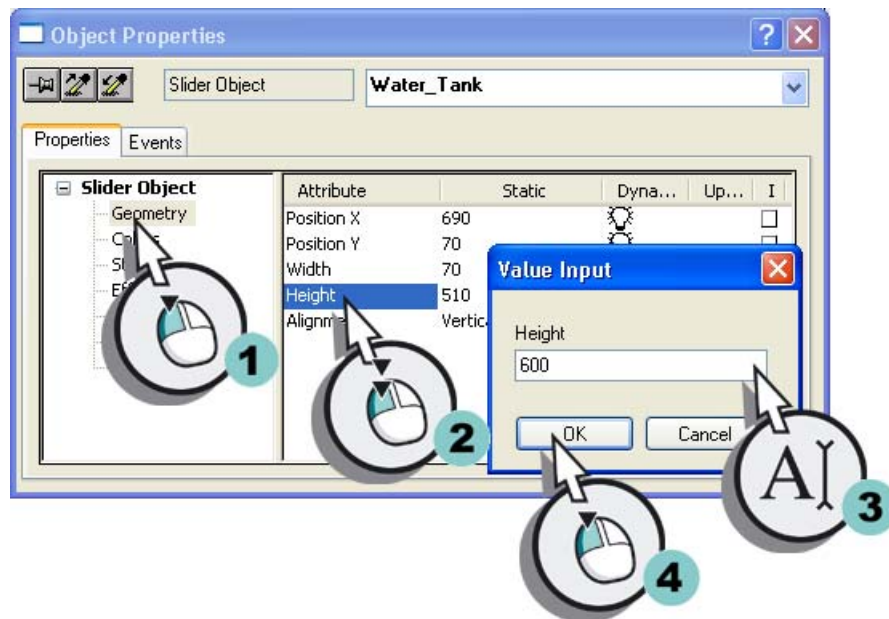 Object Properties
Slider Object
Water_Tank
Properties
Events
Slider Object
Geometry
Attribute
Static
Dyna...
Up...
I
Position X
690
Position Y
70
Width
70
Height
510
Value Input
Height
600
OK
Cancel
1
2
3
A
4